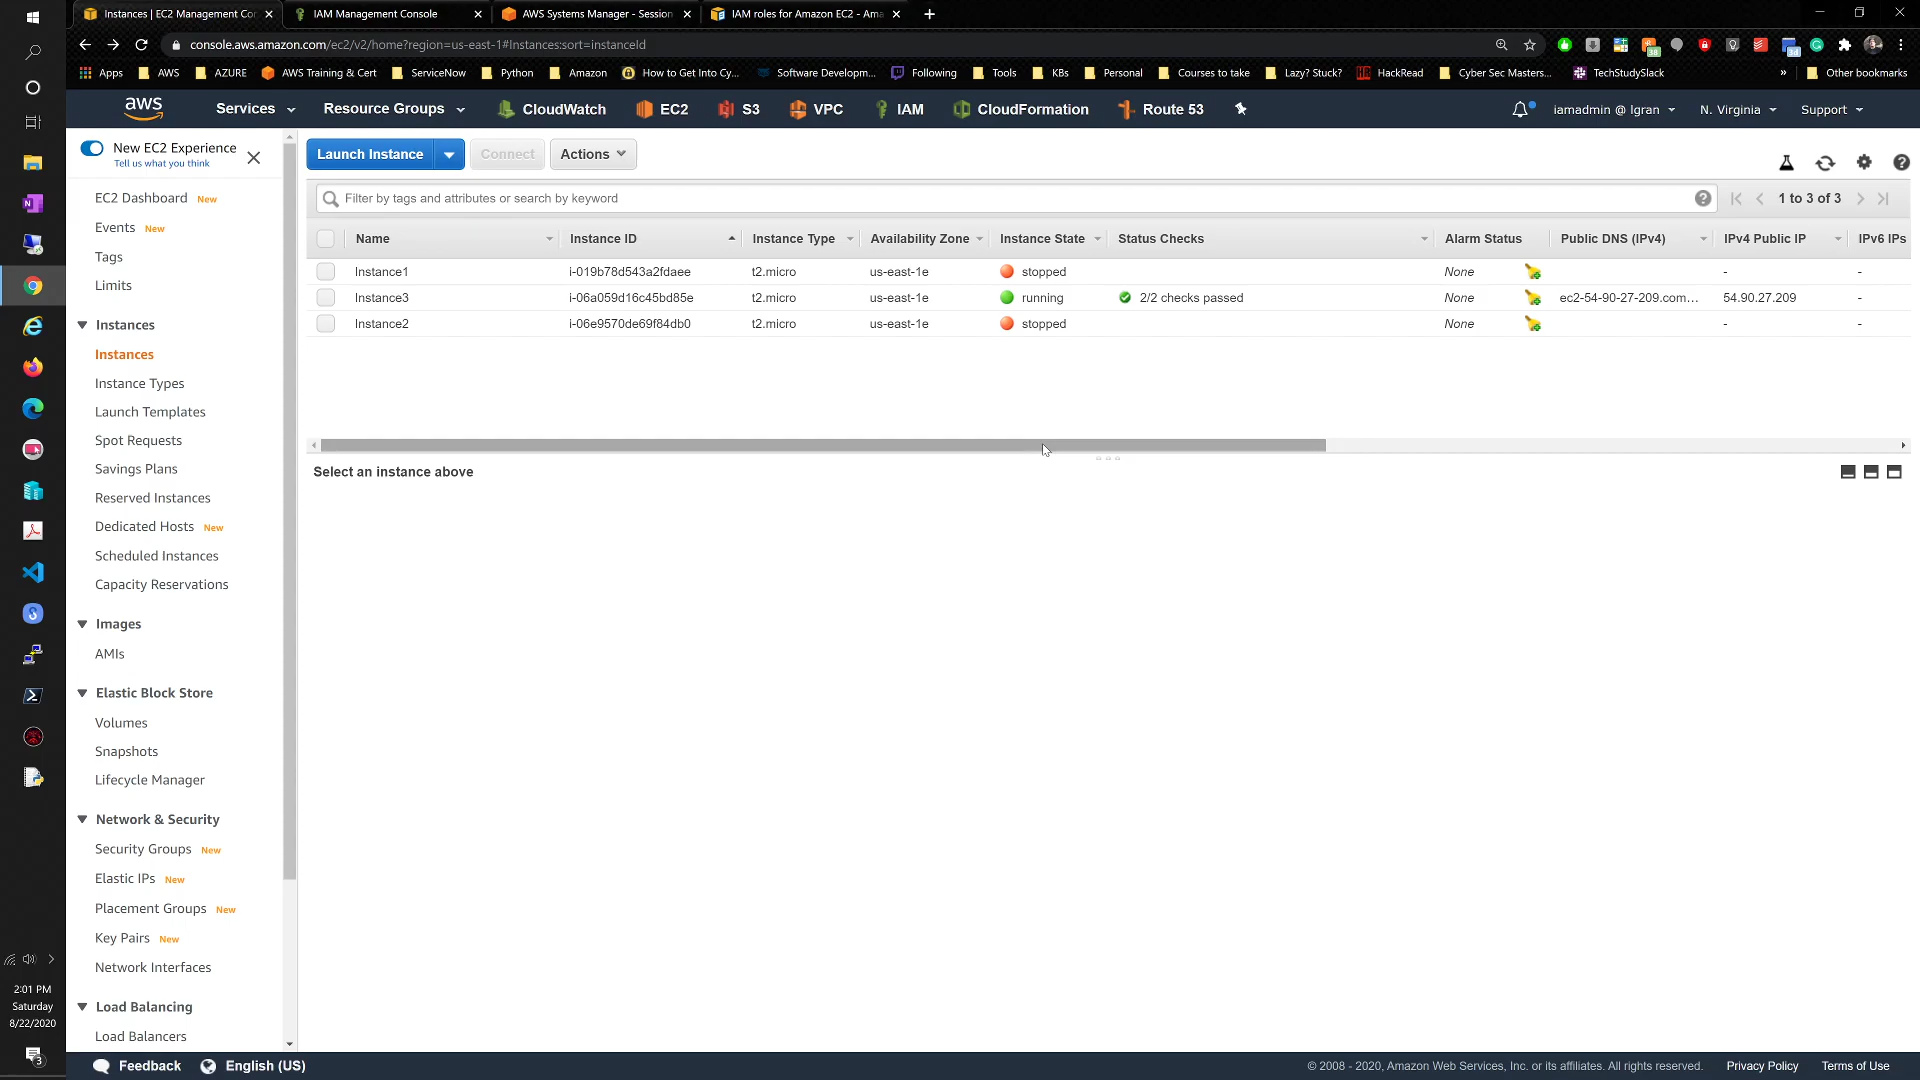 Instances | EC2 Management Con
IAM Management Console
AWS Systems Manager - Session
IAM roles for Amazon EC2 - Ama
console.aws.amazon.com/ec2/v2/home?region=us-east-1#Instances:sort=instanceId
Apps
AWS
AZURE
AWS Training & Cert
ServiceNow
Python
Amazon
How to Get Into Cy...
Software Developm...
Following
Tools
KBs
Personal
Courses to take
Lazy? Stuck?
HackRead
Cyber Sec Masters...
TechStudySlack
»
Other bookmarks
aws
Services
Resource Groups
CloudWatch
EC2
S3
VPC
IAM
CloudFormation
Route 53
iamadmin @ lgran
N. Virginia
Support
New EC2 Experience
Tell us what you think
Launch Instance
Connect
Actions
EC2 Dashboard New
Events New
Tags
Limits
Instances
Instances
Instance Types
Launch Templates
Spot Requests
Savings Plans
Reserved Instances
Dedicated Hosts New
Scheduled Instances
Capacity Reservations
Images
AMIs
Elastic Block Store
Volumes
Snapshots
Lifecycle Manager
Network & Security
Security Groups New
Elastic IPs New
Placement Groups New
Key Pairs New
Network Interfaces
Load Balancing
Load Balancers
Filter by tags and attributes or search by keyword
1 to 3 of 3
Name Instance ID Instance Type Availability Zone Instance State Status Checks Alarm Status Public DNS (IPv4) IPv4 Public IP IPv6 IPs
Instance1 i-019b78d543a2fdaee t2.micro us-east-1e stopped None - -
Instance3 i-06a059d16c45bd85e t2.micro us-east-1e running 2/2 checks passed None ec2-54-90-27-209.com... 54.90.27.209 -
Instance2 i-06e9570de69f84db0 t2.micro us-east-1e stopped None - -
Select an instance above
2:01 PM
Saturday
8/22/2020
3
Feedback
English (US)
© 2008 - 2020, Amazon Web Services, Inc. or its affiliates. All rights reserved.
Privacy Policy
Terms of Use